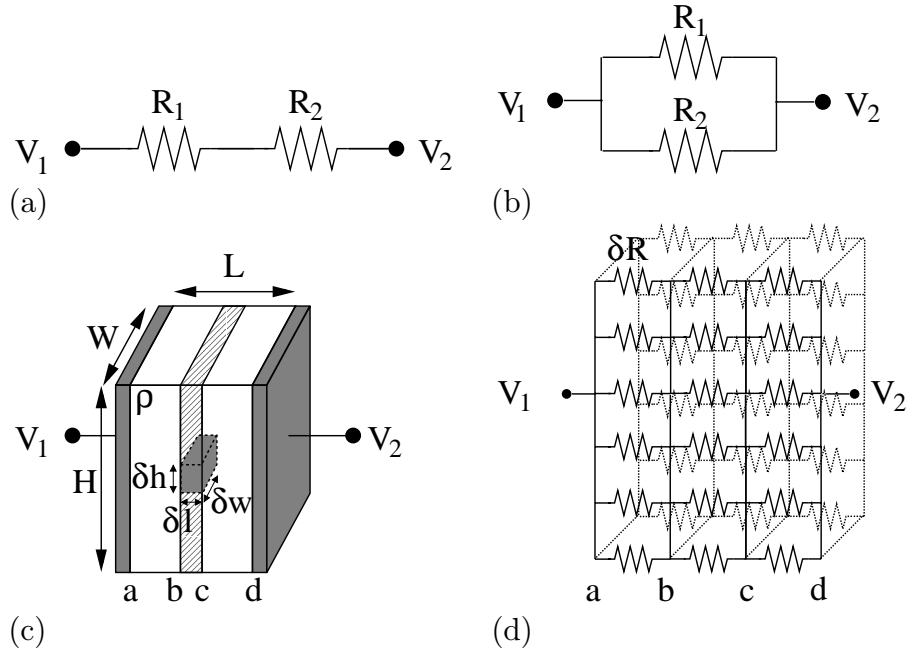 R1 R2
V1 V2
(a)
R1
V1 V2
R2
(b)
L
W
ρ
V1 V2
H
δh
δw
δl
a b c d
(c)
δR
V1 V2
a b c d
(d)